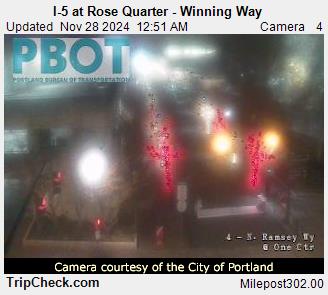 I-5 at Rose Quarter - Winning Way
Updated Nov 28 2024 12:51 AM Camera 4
PBOT
PORTLAND BUREAU OF TRANSPORTATION
4 - N. Ramsey Wy
@ One Ctr
Camera courtesy of the City of Portland
TripCheck.com Milepost302.00